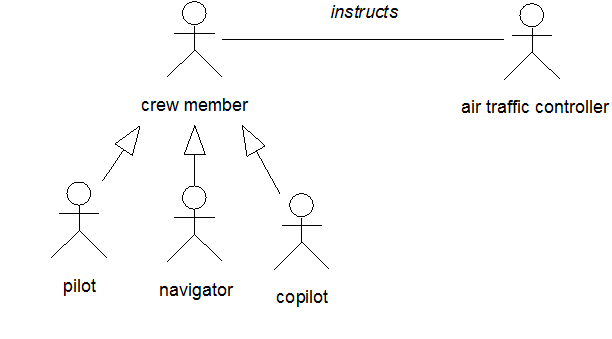 instructs
crew member
air traffic controller
pilot
navigator
copilot